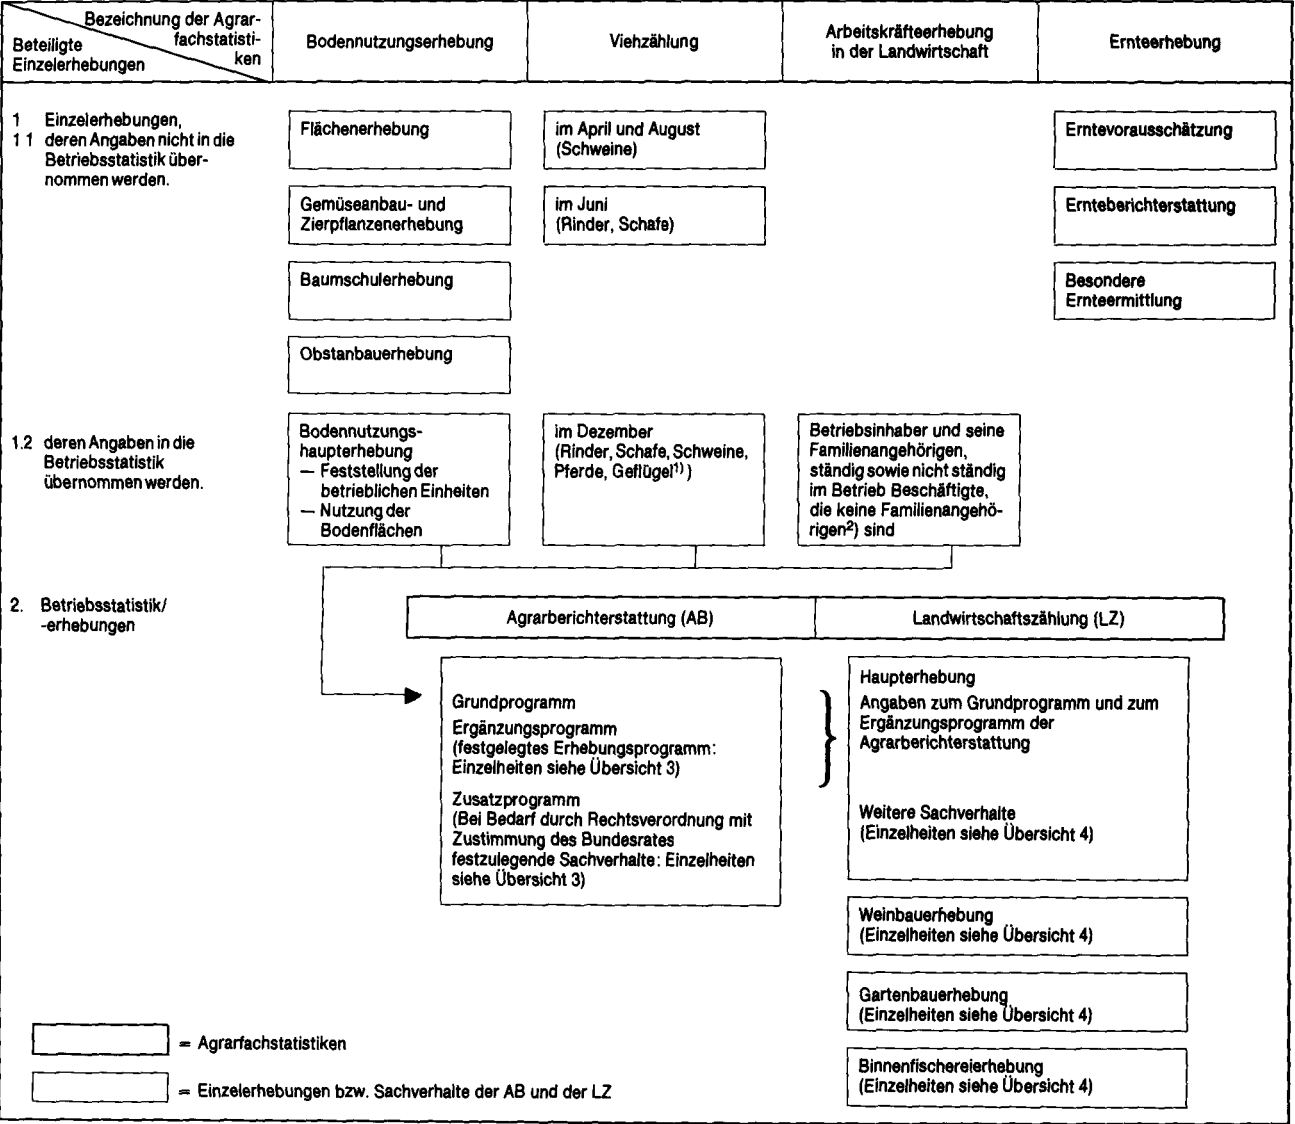 Bezeichnung der Agrar-
fachstatisti-
ken
Beteiligte
Einzelerhebungen
Bodennutzungserhebung
Viehzählung
Arbeitskräfteerhebung
in der Landwirtschaft
Ernteerhebung
1 Einzelerhebungen,
1 1 deren Angaben nicht in die
Betriebsstatistik über-
nommen werden.
Flächenerhebung
Gemüseanbau- und
Zierpflanzenerhebung
Baumschulerhebung
Obstanbauerhebung
im April und August
(Schweine)
im Juni
(Rinder, Schafe)
Erntevorausschätzung
Ernteberichterstattung
Besondere
Ernteermittlung
1.2 deren Angaben in die
Betriebsstatistik
übernommen werden.
Bodennutzungs-
haupterhebung
— Feststellung der
betrieblichen Einheiten
— Nutzung der
Bodenflächen
im Dezember
(Rinder, Schafe, Schweine,
Pferde, Geflügel¹⁾ )
Betriebsinhaber und seine
Familienangehörigen,
ständig sowie nicht ständig
im Betrieb Beschäftigte,
die keine Familienangehö-
rigen²) sind
2. Betriebsstatistik/
-erhebungen
Agrarberichterstattung (AB)
Landwirtschaftszählung (LZ)
Grundprogramm
Ergänzungsprogramm
(festgelegtes Erhebungsprogramm:
Einzelheiten siehe Übersicht 3)
Zusatzprogramm
(Bei Bedarf durch Rechtsverordnung mit
Zustimmung des Bundesrates
festzulegende Sachverhalte: Einzelheiten
siehe Übersicht 3)
Haupterhebung
Angaben zum Grundprogramm und zum
Ergänzungsprogramm der
Agrarberichterstattung
Weitere Sachverhalte
(Einzelheiten siehe Übersicht 4)
Weinbauerhebung
(Einzelheiten siehe Übersicht 4)
Gartenbauerhebung
(Einzelheiten siehe Übersicht 4)
Binnenfischereierhebung
(Einzelheiten siehe Übersicht 4)
= Agrarfachstatistiken
= Einzelerhebungen bzw. Sachverhalte der AB und der LZ